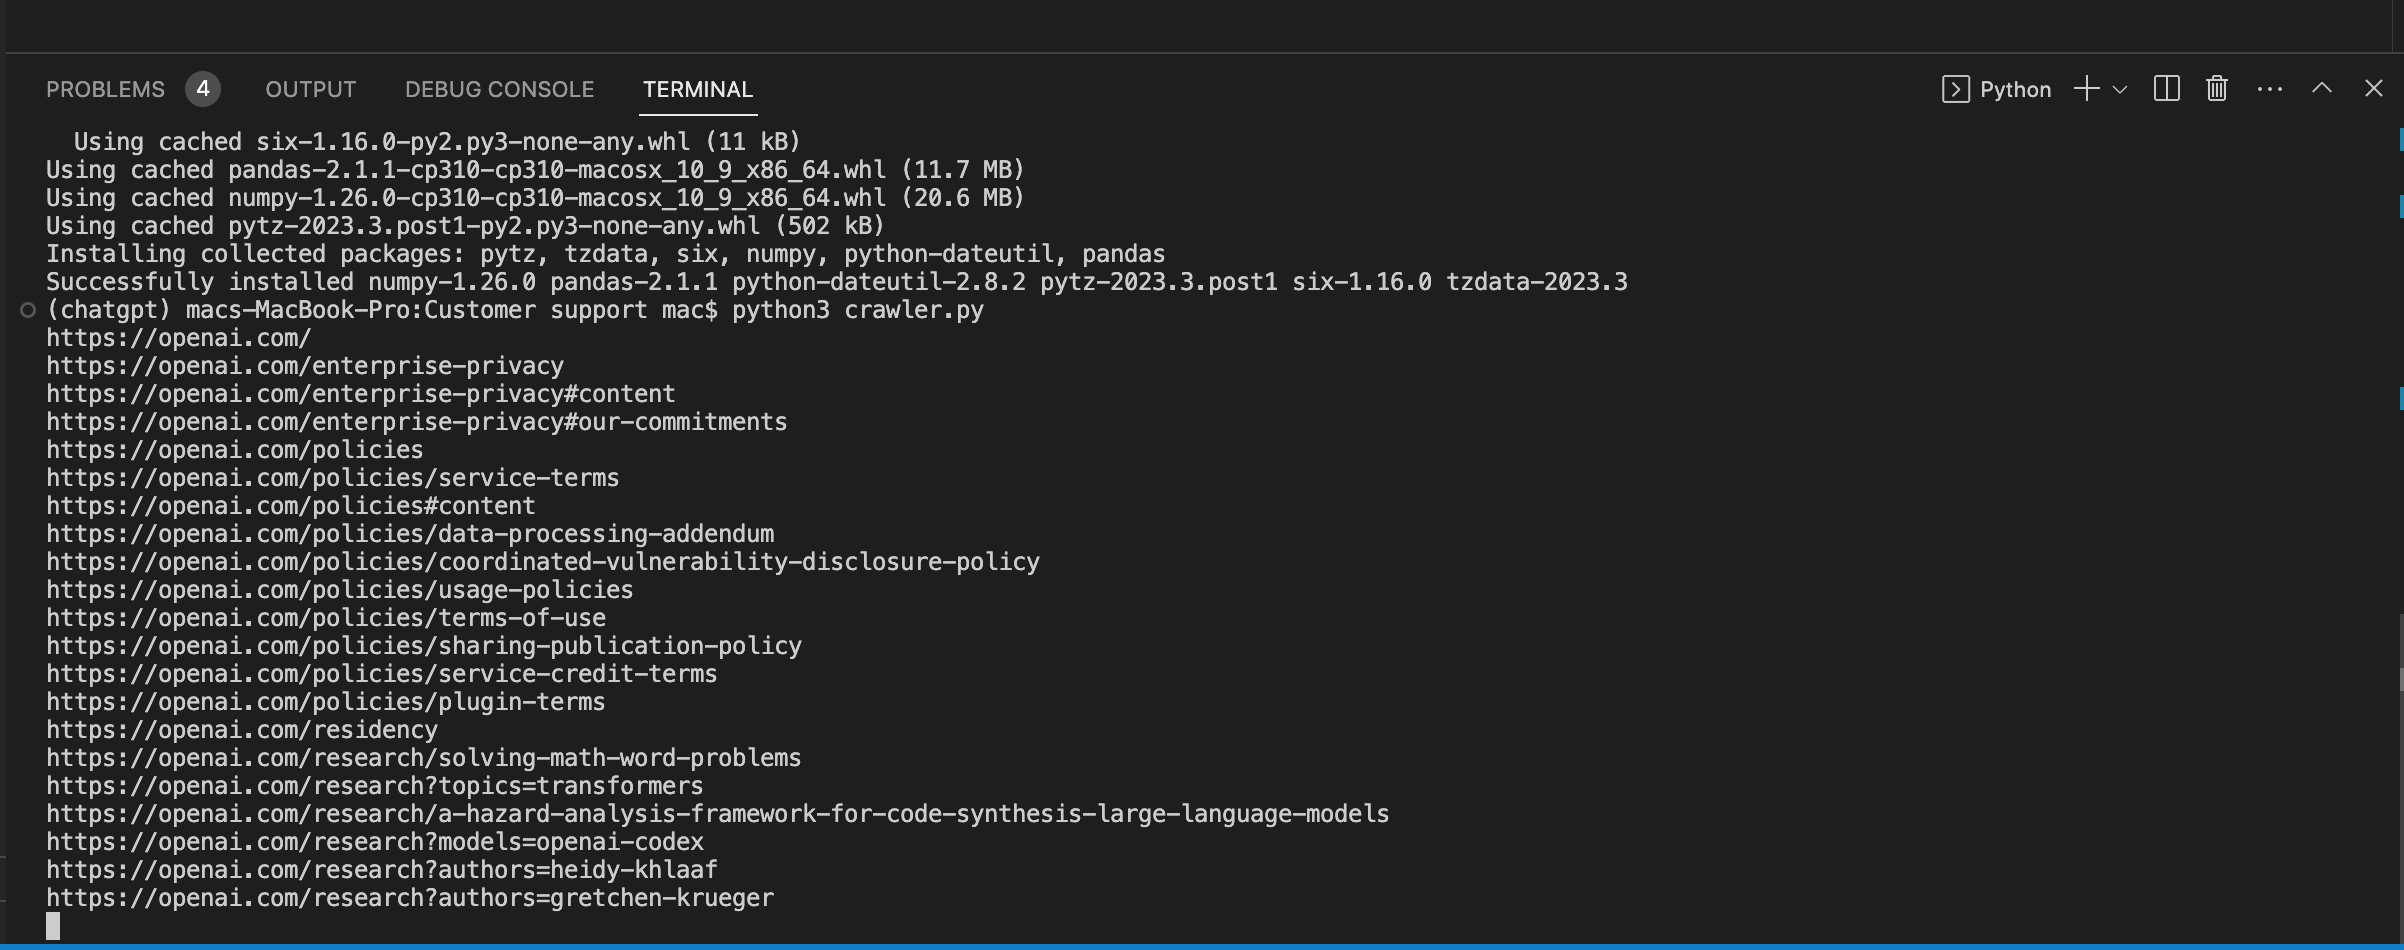 PROBLEMS 4 OUTPUT DEBUG CONSOLE TERMINAL Python
Using cached six-1.16.0-py2.py3-none-any.whl (11 kB)
Using cached pandas-2.1.1-cp310-cp310-macosx_10_9_x86_64.whl (11.7 MB)
Using cached numpy-1.26.0-cp310-cp310-macosx_10_9_x86_64.whl (20.6 MB)
Using cached pytz-2023.3.post1-py2.py3-none-any.whl (502 kB)
Installing collected packages: pytz, tzdata, six, numpy, python-dateutil, pandas
Successfully installed numpy-1.26.0 pandas-2.1.1 python-dateutil-2.8.2 pytz-2023.3.post1 six-1.16.0 tzdata-2023.3
(chatgpt) macs-MacBook-Pro:Customer support mac$ python3 crawler.py
https://openai.com/
https://openai.com/enterprise-privacy
https://openai.com/enterprise-privacy#content
https://openai.com/enterprise-privacy#our-commitments
https://openai.com/policies
https://openai.com/policies/service-terms
https://openai.com/policies#content
https://openai.com/policies/data-processing-addendum
https://openai.com/policies/coordinated-vulnerability-disclosure-policy
https://openai.com/policies/usage-policies
https://openai.com/policies/terms-of-use
https://openai.com/policies/sharing-publication-policy
https://openai.com/policies/service-credit-terms
https://openai.com/policies/plugin-terms
https://openai.com/residency
https://openai.com/research/solving-math-word-problems
https://openai.com/research?topics=transformers
https://openai.com/research/a-hazard-analysis-framework-for-code-synthesis-large-language-models
https://openai.com/research?models=openai-codex
https://openai.com/research?authors=heidy-khlaaf
https://openai.com/research?authors=gretchen-krueger